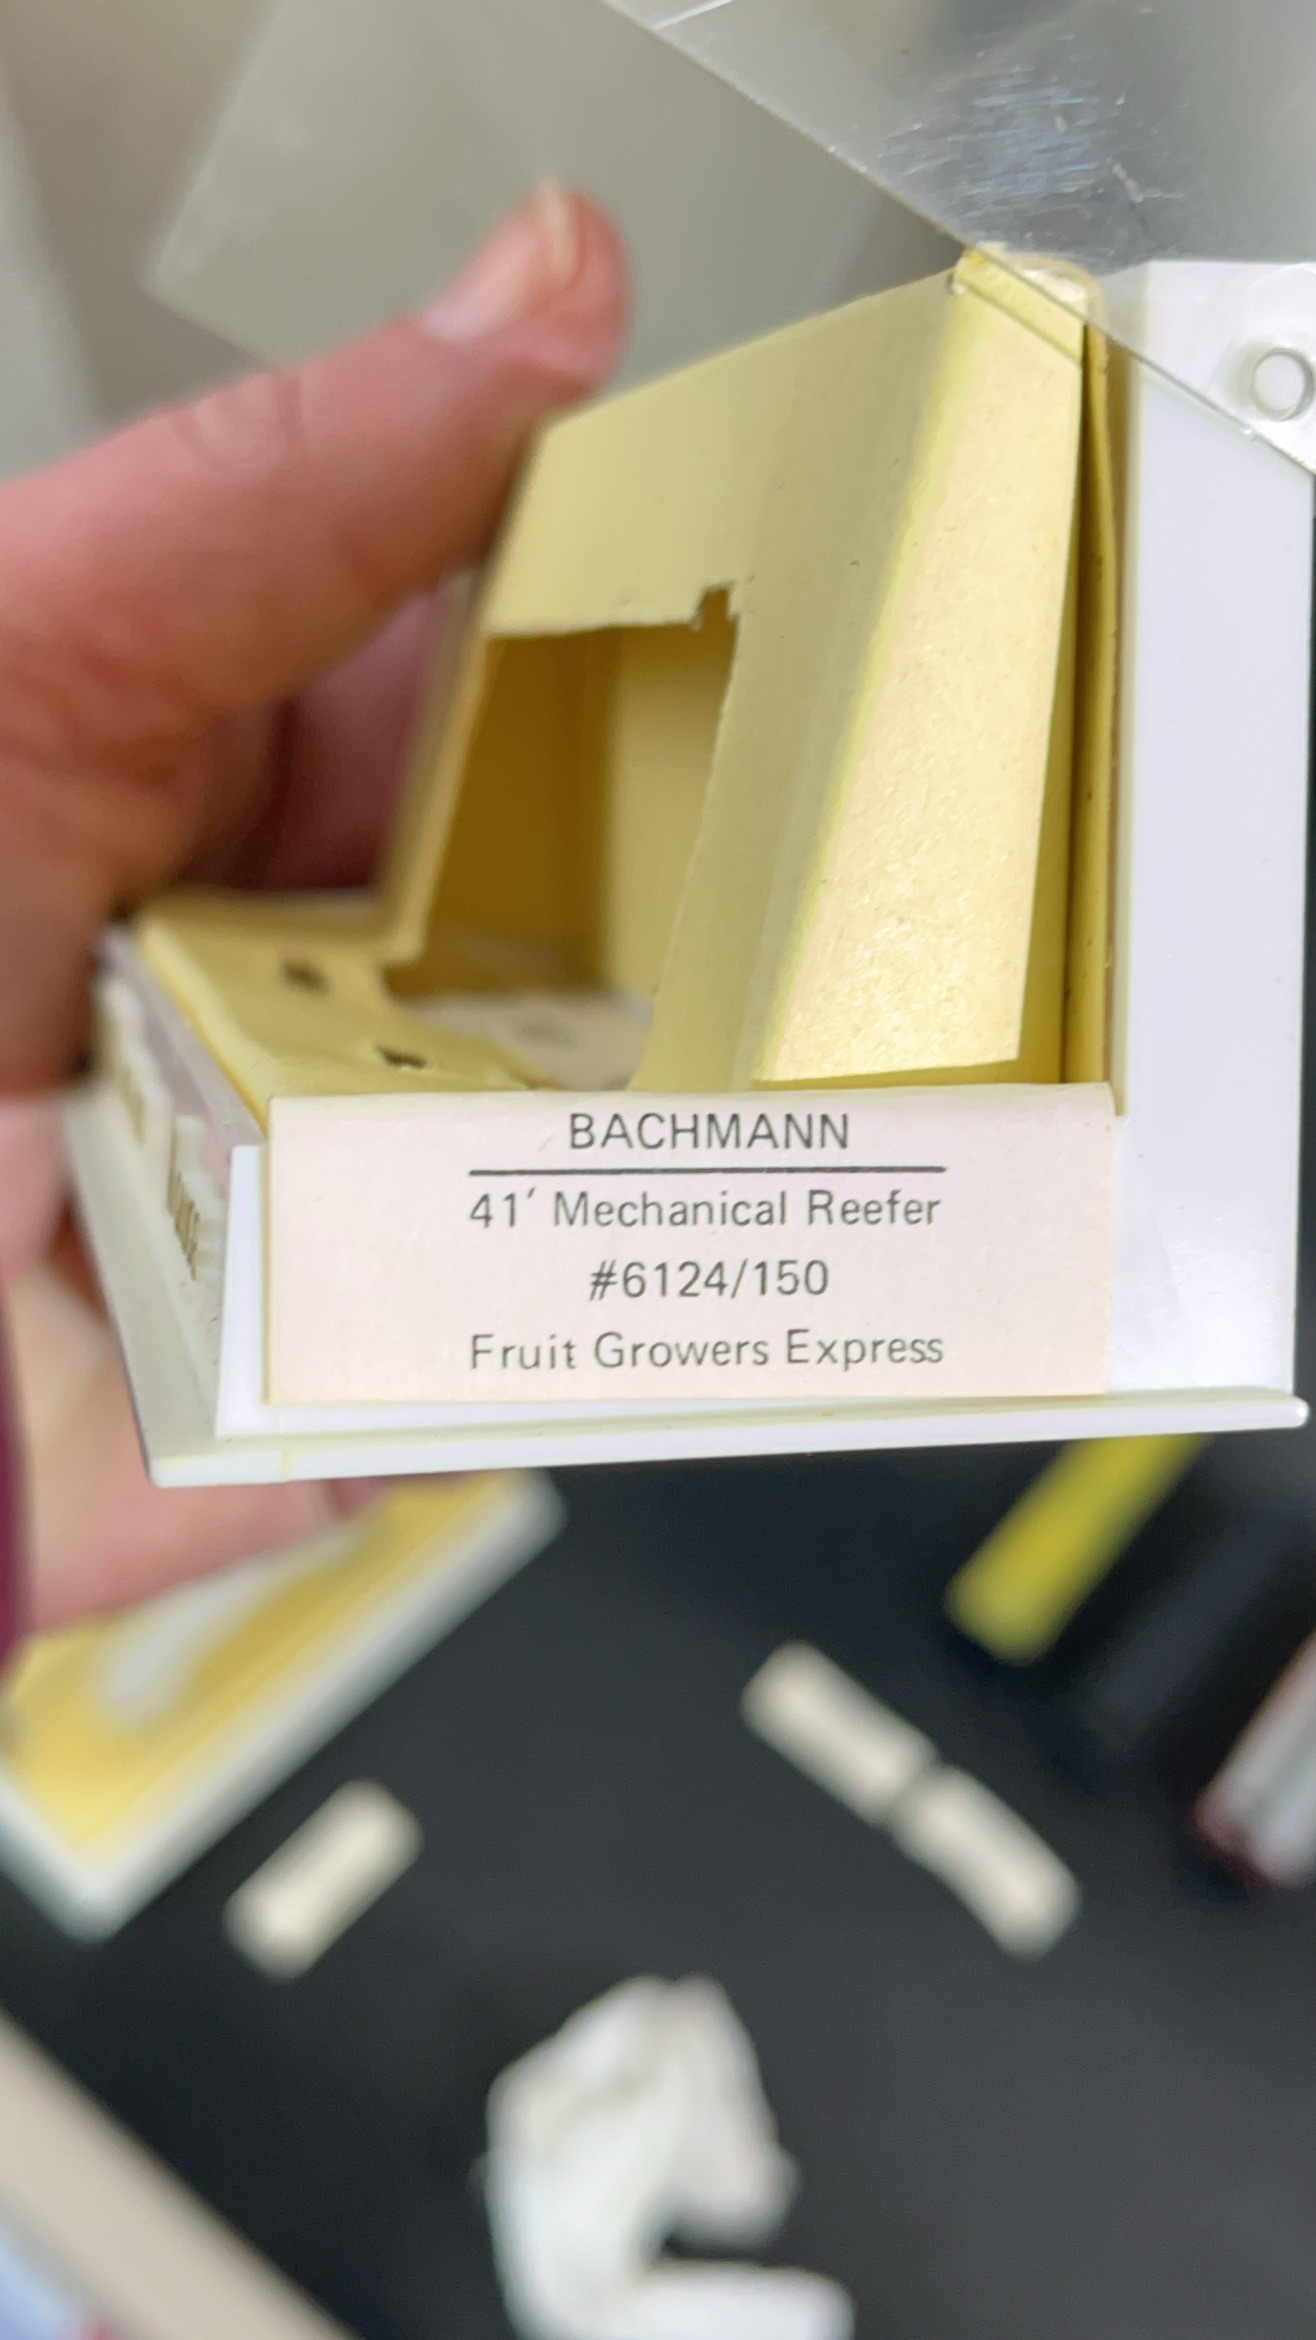 BACHMANN
41' Mechanical Reefer
#6124/150
Fruit Growers Express